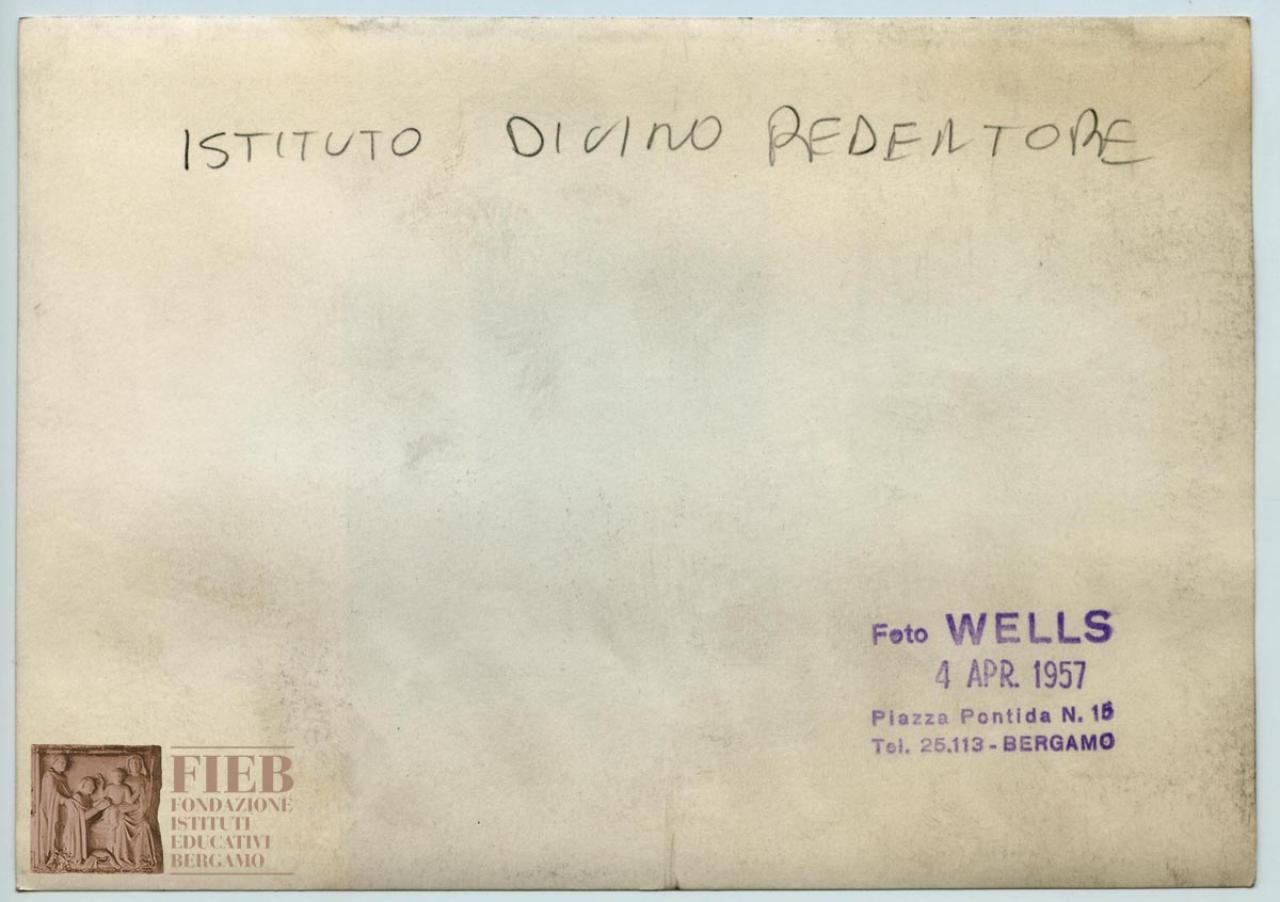 ISTITUTO DIVINO REDENTORE
Foto WELLS
4 APR. 1957
Piazza Pontida N. 15
Tel. 25.113 - BERGAMO
FIEB
FONDAZIONE
ISTITUTI
EDUCATIVI
BERGAMO